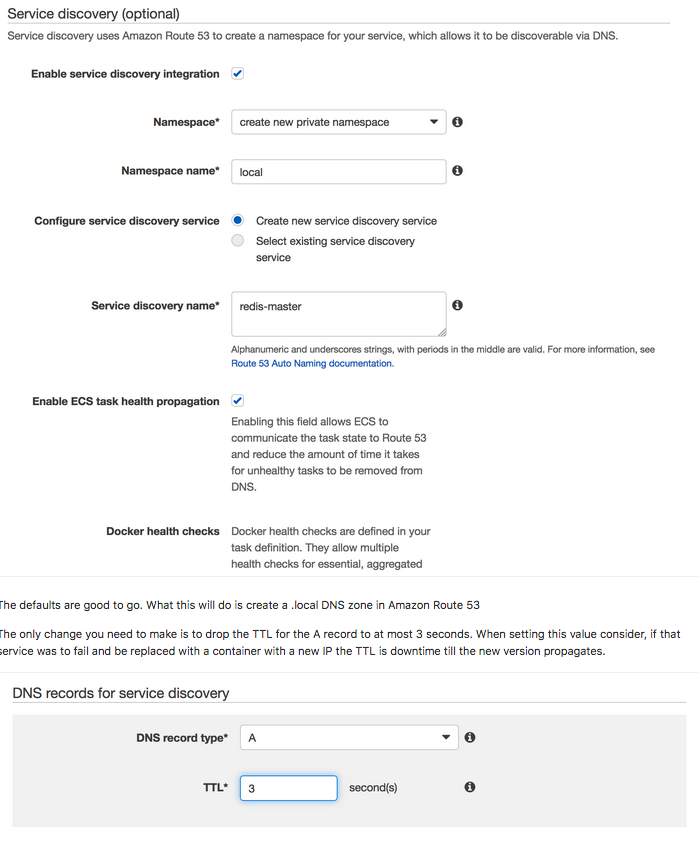 Service discovery (optional)
Service discovery uses Amazon Route 53 to create a namespace for your service, which allows it to be discoverable via DNS.
Enable service discovery integration
Namespace* create new private namespace
Namespace name* local
Configure service discovery service Create new service discovery service
Select existing service discovery
service
Service discovery name* redis-master
Alphanumeric and underscores strings, with periods in the middle are valid. For more information, see
Route 53 Auto Naming documentation.
Enable ECS task health propagation
Enabling this field allows ECS to
communicate the task state to Route 53
and reduce the amount of time it takes
for unhealthy tasks to be removed from
DNS.
Docker health checks Docker health checks are defined in your
task definition. They allow multiple
health checks for essential, aggregated
The defaults are good to go. What this will do is create a .local DNS zone in Amazon Route 53
The only change you need to make is to drop the TTL for the A record to at most 3 seconds. When setting this value consider, if that
service was to fail and be replaced with a container with a new IP the TTL is downtime till the new version propagates.
DNS records for service discovery
DNS record type* A
TTL* 3 second(s)